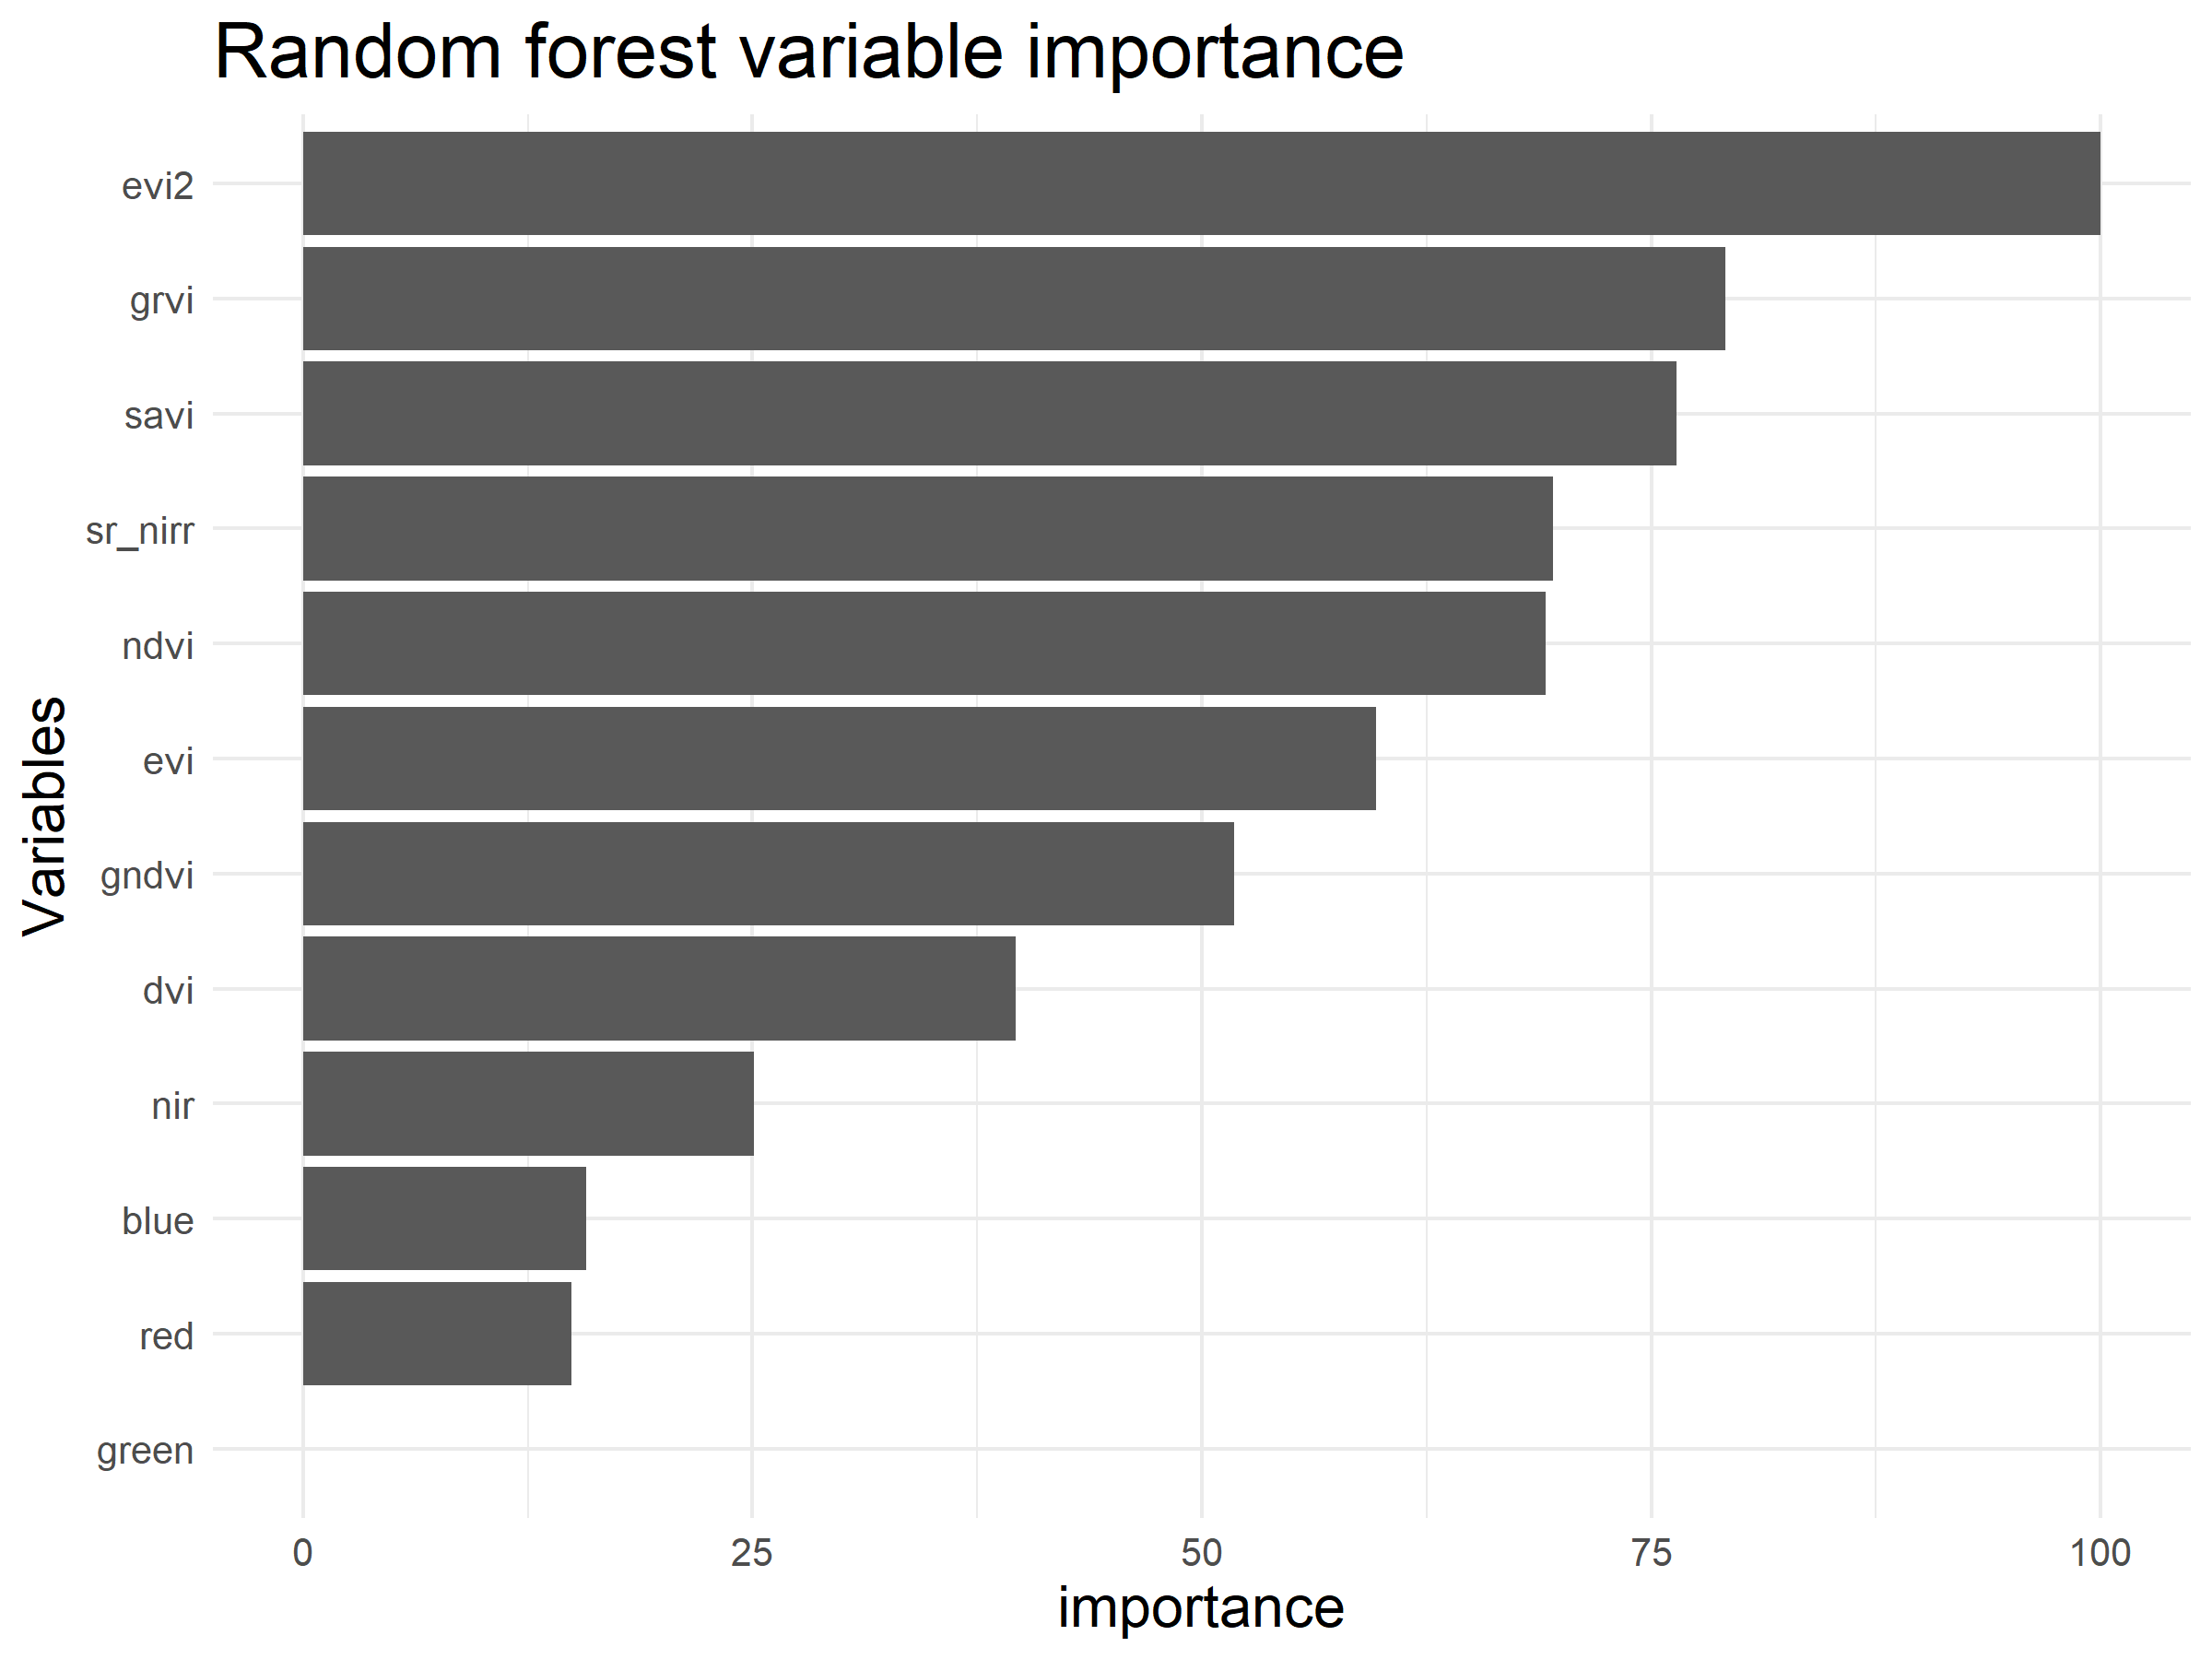 Random forest variable importance
evi2
grvi
savi
sr_nirr
ndvi
evi
gndvi
dvi
nir
blue
red
green
Variables
0 25 50 75 100
importance